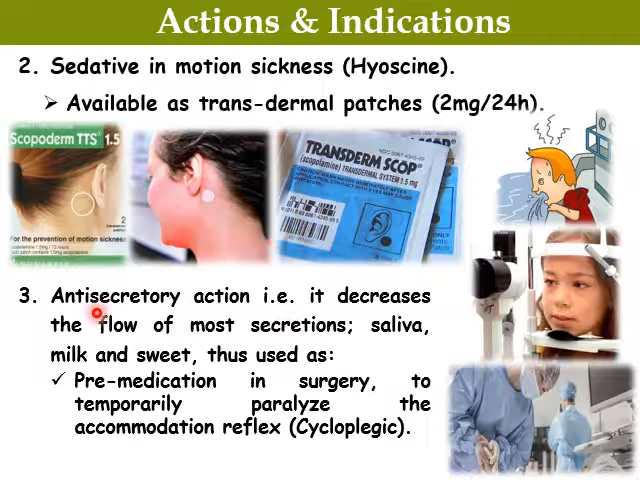 Actions & Indications
2. Sedative in motion sickness (Hyoscine).
➢ Available as trans-dermal patches (2mg/24h).
Scopoderm TTS 1.5
For the prevention of motion sickness
TRANSDERM SCŌP
(scopolamine) TRANSDERMAL SYSTEM 1.5 mg
3. Antisecretory action i.e. it decreases
the flow of most secretions; saliva,
milk and sweet, thus used as:
✓ Pre-medication in surgery, to
temporarily paralyze the
accommodation reflex (Cycloplegic).